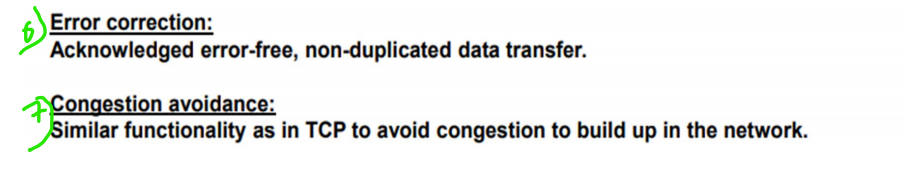 6) Error correction:
Acknowledged error-free, non-duplicated data transfer.
7) Congestion avoidance:
Similar functionality as in TCP to avoid congestion to build up in the network.